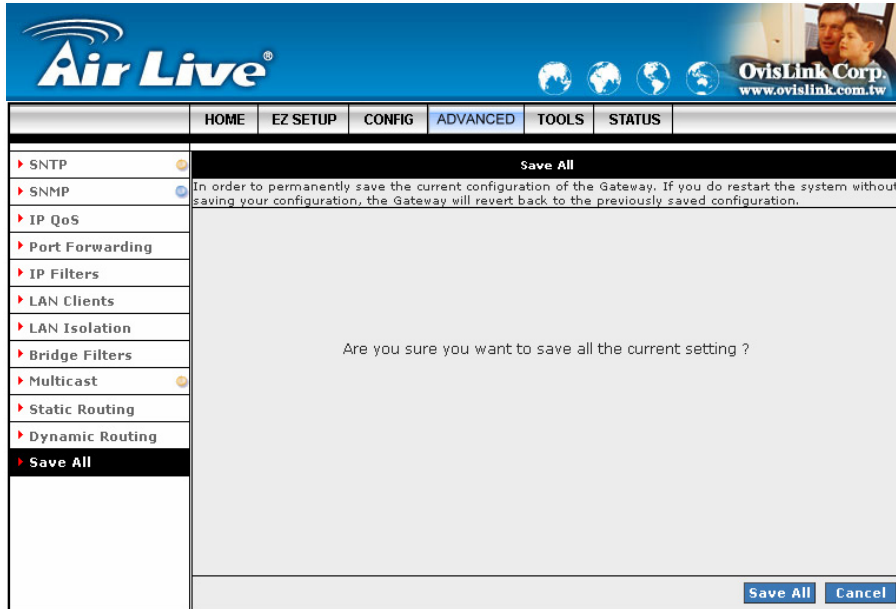 Air Live®
OvisLink Corp.
www.ovislink.com.tw
HOME EZ SETUP CONFIG ADVANCED TOOLS STATUS
SNTP
SNMP
IP QoS
Port Forwarding
IP Filters
LAN Clients
LAN Isolation
Bridge Filters
Multicast
Static Routing
Dynamic Routing
Save All
Save All
In order to permanently save the current configuration of the Gateway. If you do restart the system without
saving your configuration, the Gateway will revert back to the previously saved configuration.
Are you sure you want to save all the current setting ?
Save All Cancel